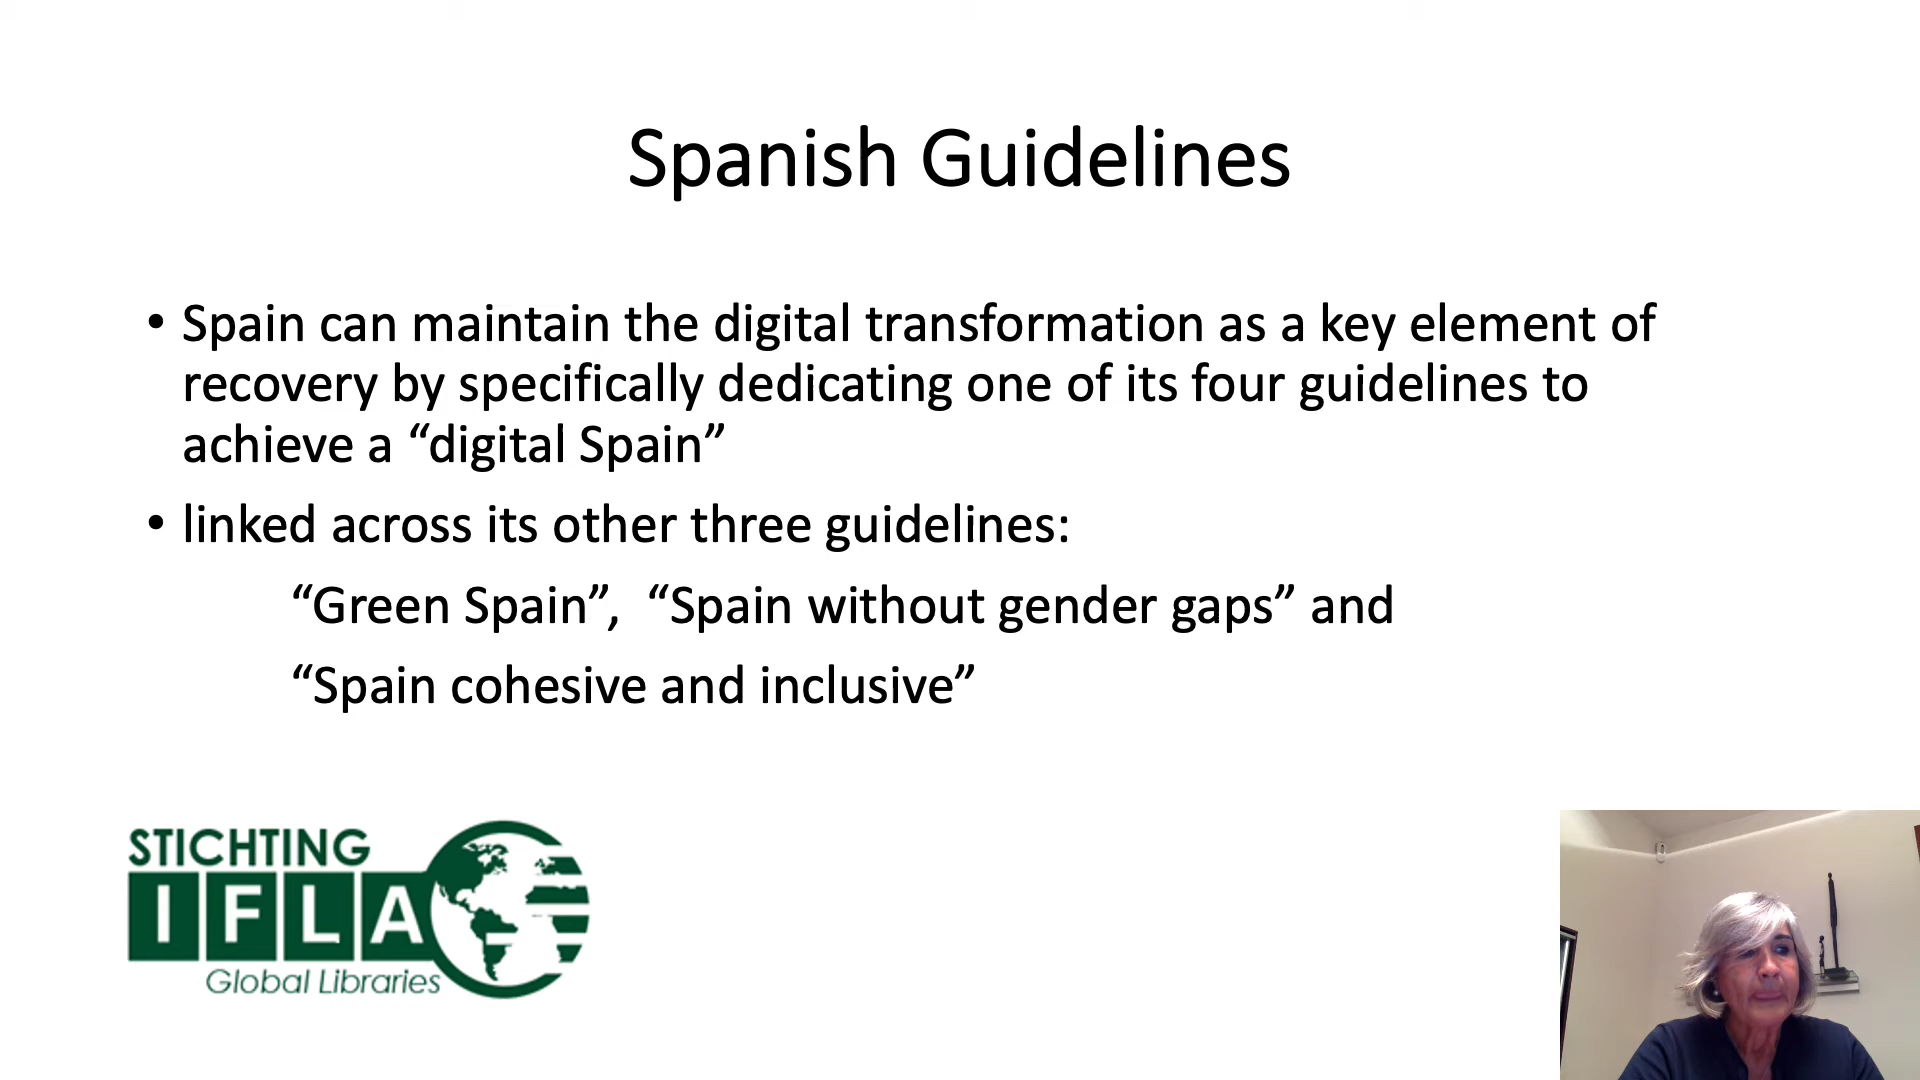 Spanish Guidelines
• Spain can maintain the digital transformation as a key element of
recovery by specifically dedicating one of its four guidelines to
achieve a “digital Spain”
• linked across its other three guidelines:
“Green Spain”,  “Spain without gender gaps” and
“Spain cohesive and inclusive”
STICHTING
IFLA
Global Libraries